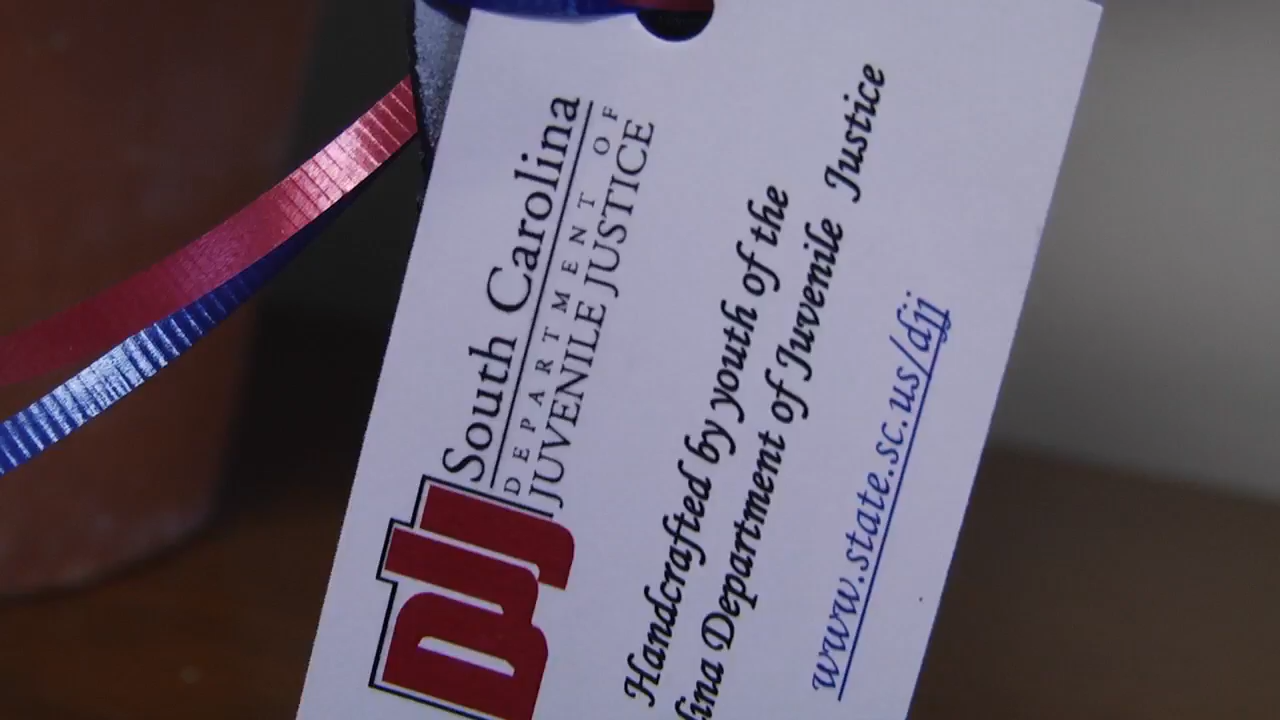 DJJ
South Carolina
DEPARTMENT OF
JUVENILE JUSTICE
Handcrafted by youth of the
lina Department of Juvenile Justice
www.state.sc.us/djj